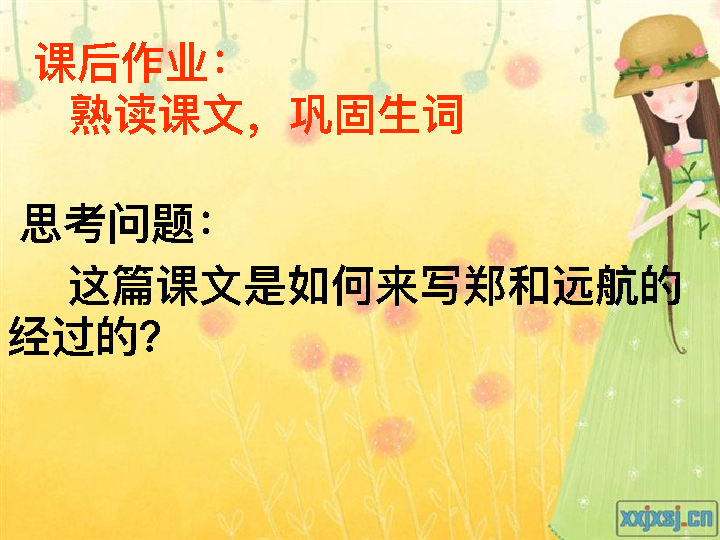 课后作业：
熟读课文，巩固生词
思考问题：
这篇课文是如何来写郑和远航的
经过的？
xxjxsj.cn